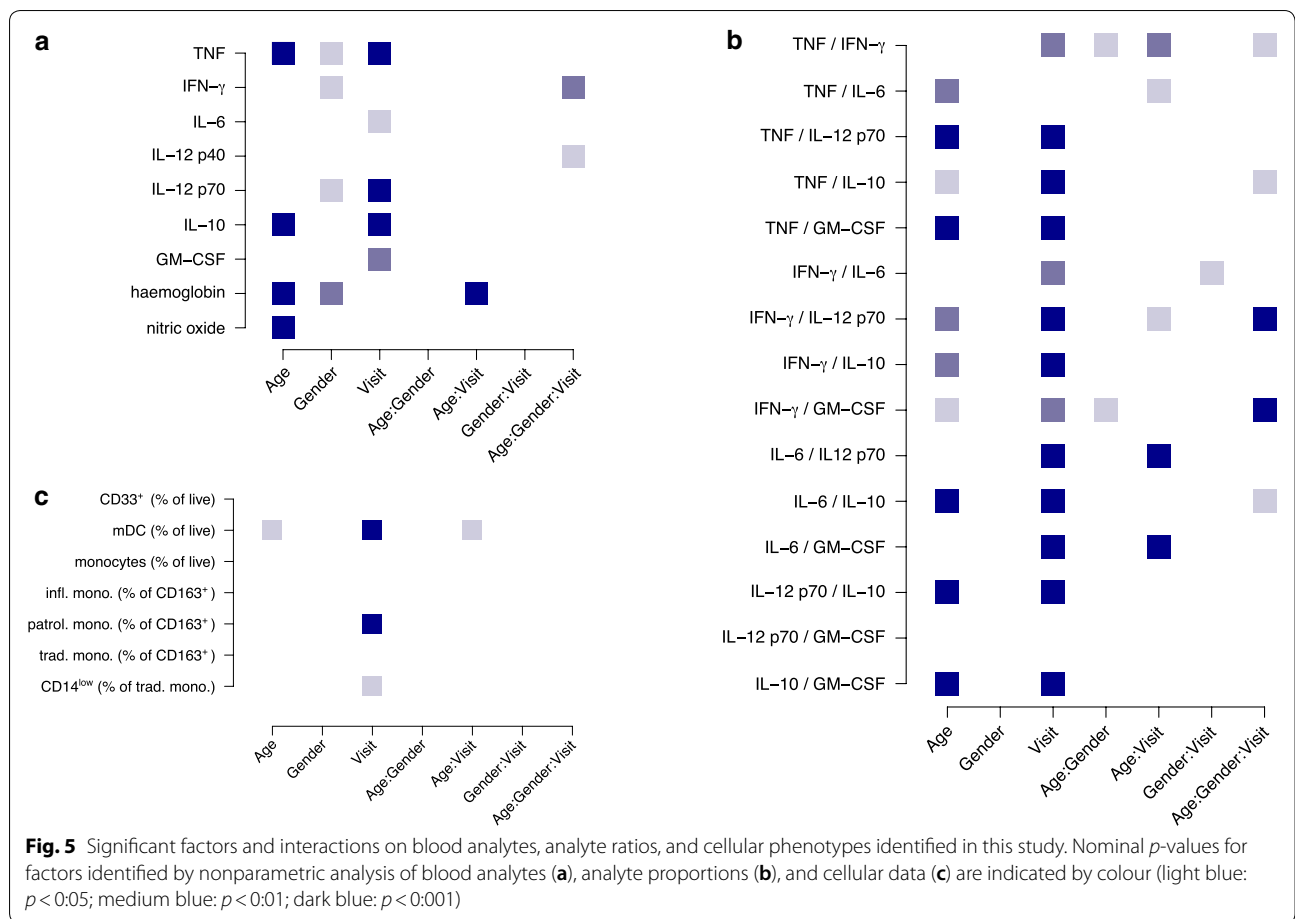 a
TNF
IFN−γ
IL−6
IL−12 p40
IL−12 p70
IL−10
GM−CSF
haemoglobin
nitric oxide
Age
Gender
Visit
Age:Gender
Age:Visit
Gender:Visit
Age:Gender:Visit
b
TNF / IFN−γ
TNF / IL−6
TNF / IL−12 p70
TNF / IL−10
TNF / GM−CSF
IFN−γ / IL−6
IFN−γ / IL−12 p70
IFN−γ / IL−10
IFN−γ / GM−CSF
IL−6 / IL12 p70
IL−6 / IL−10
IL−6 / GM−CSF
IL−12 p70 / IL−10
IL−12 p70 / GM−CSF
IL−10 / GM−CSF
Age
Gender
Visit
Age:Gender
Age:Visit
Gender:Visit
Age:Gender:Visit
c
CD33⁺ (% of live)
mDC (% of live)
monocytes (% of live)
infl. mono. (% of CD163⁺)
patrol. mono. (% of CD163⁺)
trad. mono. (% of CD163⁺)
CD14ˡᵒʷ (% of trad. mono.)
Age
Gender
Visit
Age:Gender
Age:Visit
Gender:Visit
Age:Gender:Visit
Fig. 5 Significant factors and interactions on blood analytes, analyte ratios, and cellular phenotypes identified in this study. Nominal p-values for
factors identified by nonparametric analysis of blood analytes (a), analyte proportions (b), and cellular data (c) are indicated by colour (light blue:
p < 0:05; medium blue: p < 0:01; dark blue: p < 0:001)